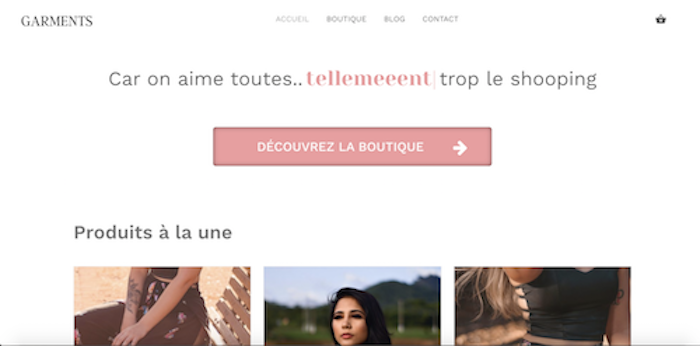 GARMENTS
ACCUEIL BOUTIQUE BLOG CONTACT
Car on aime toutes.. tellemeeent| trop le shooping
DÉCOUVREZ LA BOUTIQUE
Produits à la une